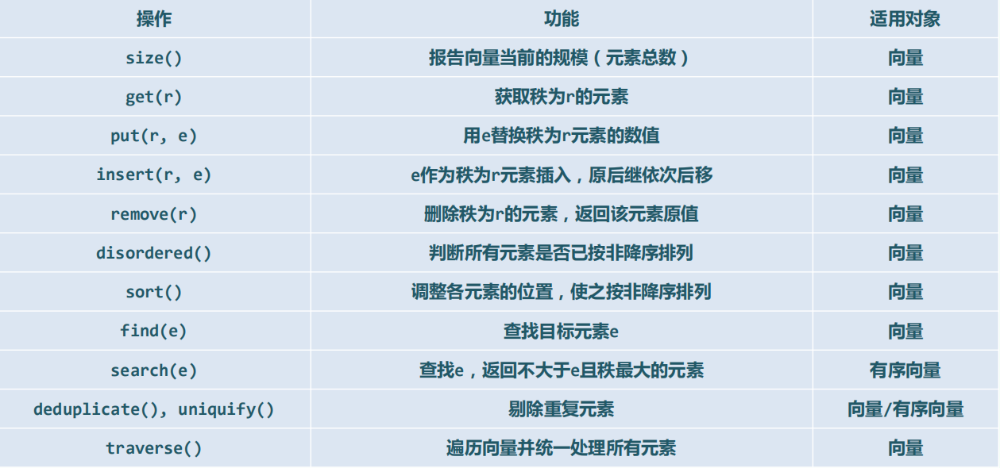 操作 功能 适用对象
size() 报告向量当前的规模（元素总数） 向量
get(r) 获取秩为r的元素 向量
put(r, e) 用e替换秩为r元素的数值 向量
insert(r, e) e作为秩为r元素插入，原后继依次后移 向量
remove(r) 删除秩为r的元素，返回该元素原值 向量
disordered() 判断所有元素是否已按非降序排列 向量
sort() 调整各元素的位置，使之按非降序排列 向量
find(e) 查找目标元素e 向量
search(e) 查找e，返回不大于e且秩最大的元素 有序向量
deduplicate(), uniquify() 剔除重复元素 向量/有序向量
traverse() 遍历向量并统一处理所有元素 向量